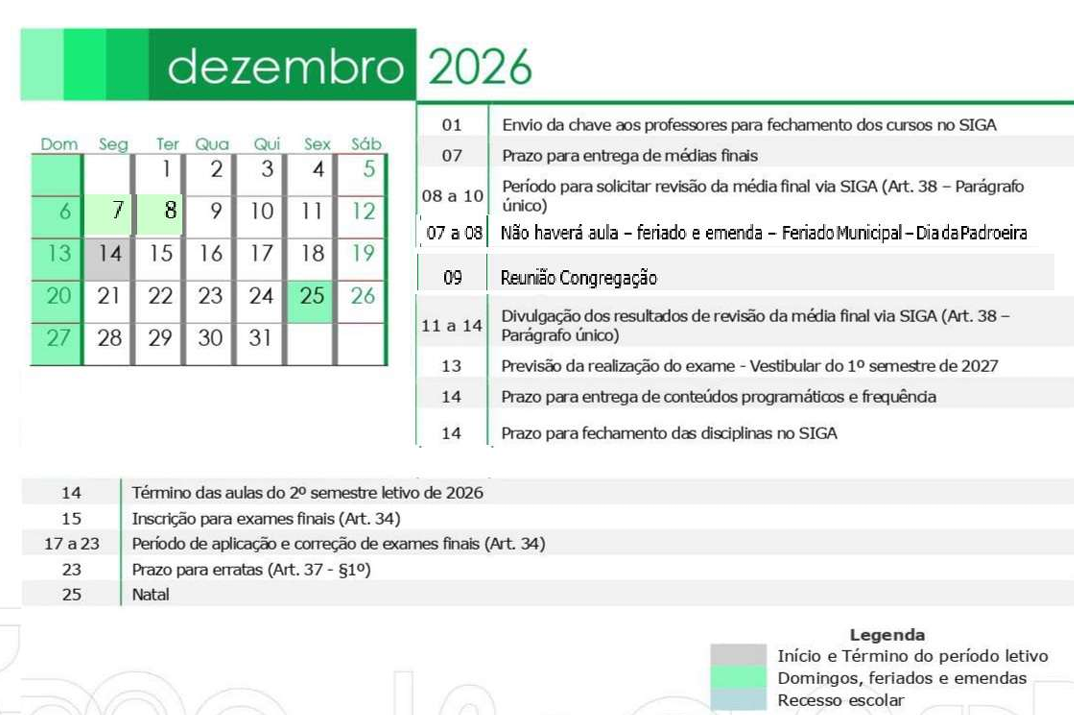 dezembro 2026
Dom Seg Ter Qua Qui Sex Sáb
1 2 3 4 5
6 7 8 9 10 11 12
13 14 15 16 17 18 19
20 21 22 23 24 25 26
27 28 29 30 31
01 Envio da chave aos professores para fechamento dos cursos no SIGA
07 Prazo para entrega de médias finais
08 a 10 Período para solicitar revisão da média final via SIGA (Art. 38 – Parágrafo
único)
07 a 08 Não haverá aula – feriado e emenda – Feriado Municipal – Dia da Padroeira
09 Reunião Congregação
11 a 14 Divulgação dos resultados de revisão da média final via SIGA (Art. 38 –
Parágrafo único)
13 Previsão da realização do exame - Vestibular do 1º semestre de 2027
14 Prazo para entrega de conteúdos programáticos e frequência
14 Prazo para fechamento das disciplinas no SIGA
14 Término das aulas do 2º semestre letivo de 2026
15 Inscrição para exames finais (Art. 34)
17 a 23 Período de aplicação e correção de exames finais (Art. 34)
23 Prazo para erratas (Art. 37 - §1º)
25 Natal
Legenda
Início e Término do período letivo
Domingos, feriados e emendas
Recesso escolar